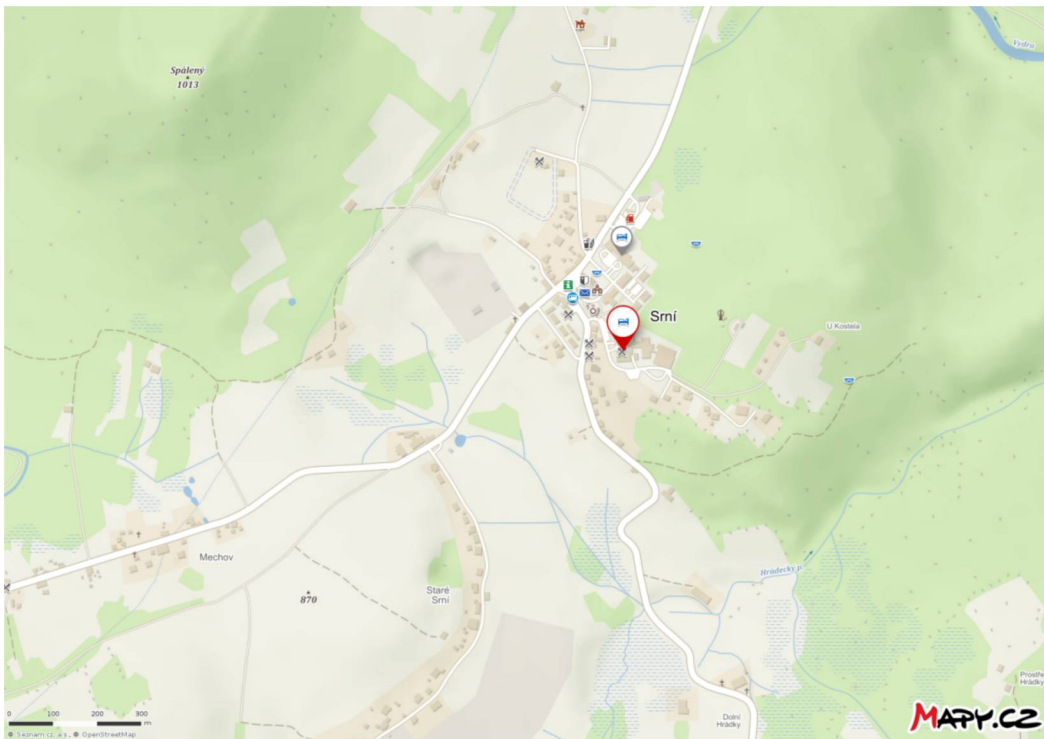 Vydra
Spálený
1013
Srní
U Kostela
Mechov
Hrádecký p.
870
Staré
Srní
Prostře
Hrádky
Dolní
Hrádky
0 100 200 300
m
© Seznam.cz, a.s., © OpenStreetMap
MAPY.CZ